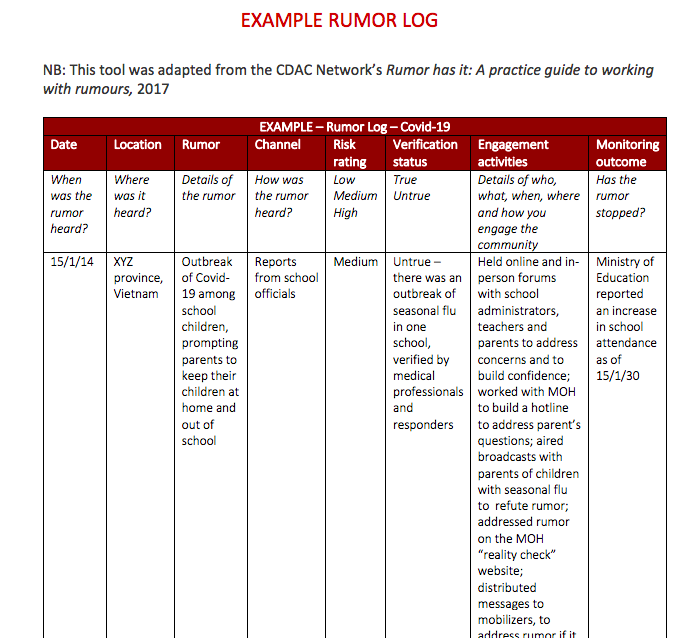 EXAMPLE RUMOR LOG
NB: This tool was adapted from the CDAC Network’s Rumor has it: A practice guide to working
with rumours, 2017
EXAMPLE – Rumor Log – Covid-19
Date
Location
Rumor
Channel
Risk
rating
Verification
status
Engagement
activities
Monitoring
outcome
When
was the
rumor
heard?
Where
was it
heard?
Details of
the rumor
How was
the rumor
heard?
Low
Medium
High
True
Untrue
Details of who,
what, when, where
and how you
engage the
community
Has the
rumor
stopped?
15/1/14
XYZ
province,
Vietnam
Outbreak
of Covid-
19 among
school
children,
prompting
parents to
keep their
children at
home and
out of
school
Reports
from school
officials
Medium
Untrue –
there was an
outbreak of
seasonal flu
in one
school,
verified by
medical
professionals
and
responders
Held online and in-
person forums
with school
administrators,
teachers and
parents to address
concerns and to
build confidence;
worked with MOH
to build a hotline
to address parent’s
questions; aired
broadcasts with
parents of children
with seasonal flu
to refute rumor;
addressed rumor
on the MOH
“reality check”
website;
distributed
messages to
mobilizers, to
address rumor if it
Ministry of
Education
reported
an increase
in school
attendance
as of
15/1/30